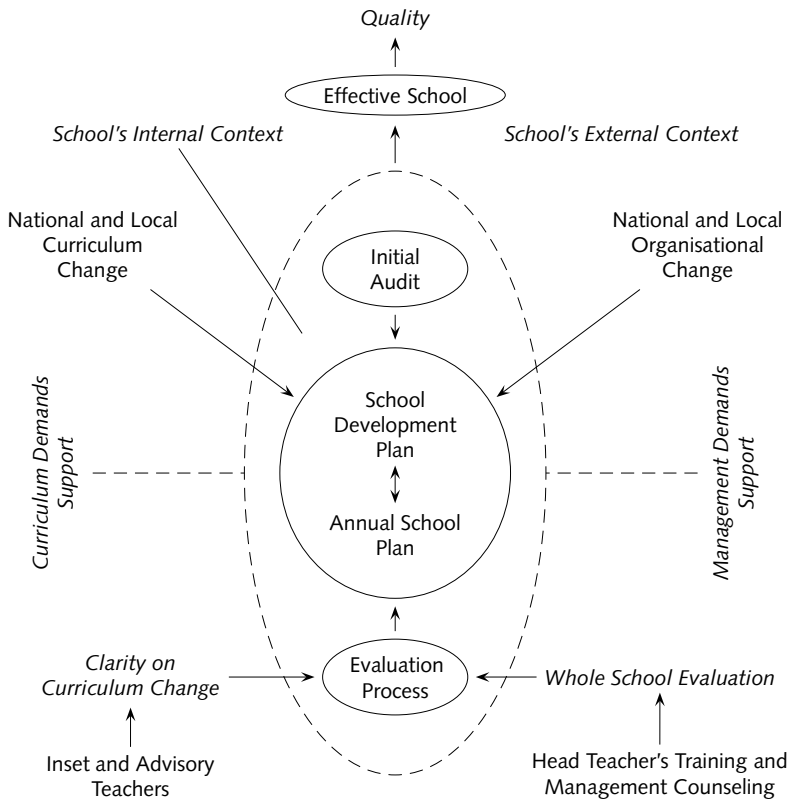 Quality
Effective School
School's Internal Context
School's External Context
National and Local
Curriculum
Change
National and Local
Organisational
Change
Initial
Audit
School
Development
Plan
Annual School
Plan
Curriculum Demands
Support
Management Demands
Support
Clarity on
Curriculum Change
Evaluation
Process
Whole School Evaluation
Inset and Advisory
Teachers
Head Teacher's Training and
Management Counseling